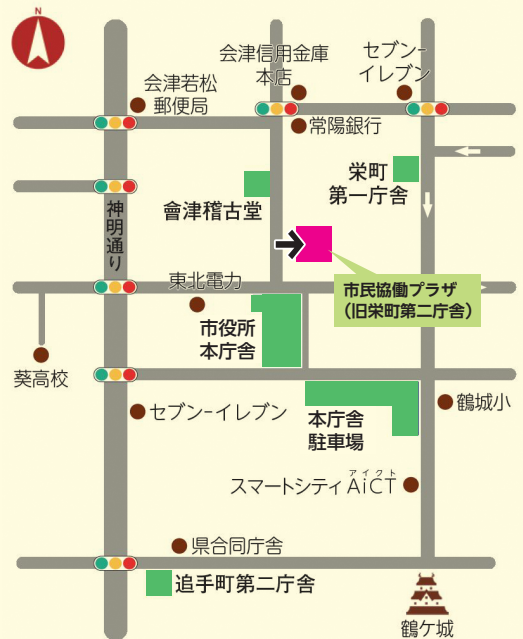 N
会津若松
郵便局
会津信用金庫
本店
セブン-
イレブン
常陽銀行
栄町
第一庁舎
會津稽古堂
神明通り
東北電力
市民協働プラザ
(旧栄町第二庁舎)
市役所
本庁舎
葵高校
セブン-イレブン
本庁舎
駐車場
鶴城小
アイクト
スマートシティAiCT
県合同庁舎
追手町第二庁舎
鶴ケ城